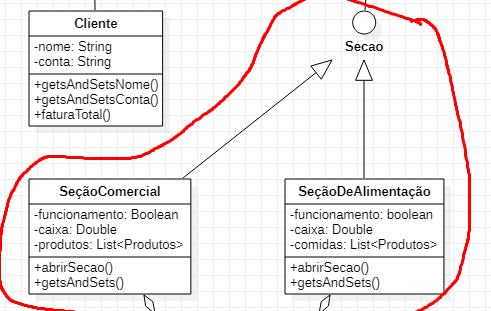 Cliente
-nome: String
-conta: String
+getsAndSetsNome()
+getsAndSetsConta()
+faturaTotal()
Secao
SeçãoComercial
-funcionamento: Boolean
-caixa: Double
-produtos: List<Produtos>
+abrirSecao()
+getsAndSets()
SeçãoDeAlimentação
-funcionamento: boolean
-caixa: Double
-comidas: List<Produtos>
+abrirSecao()
+getsAndSets()